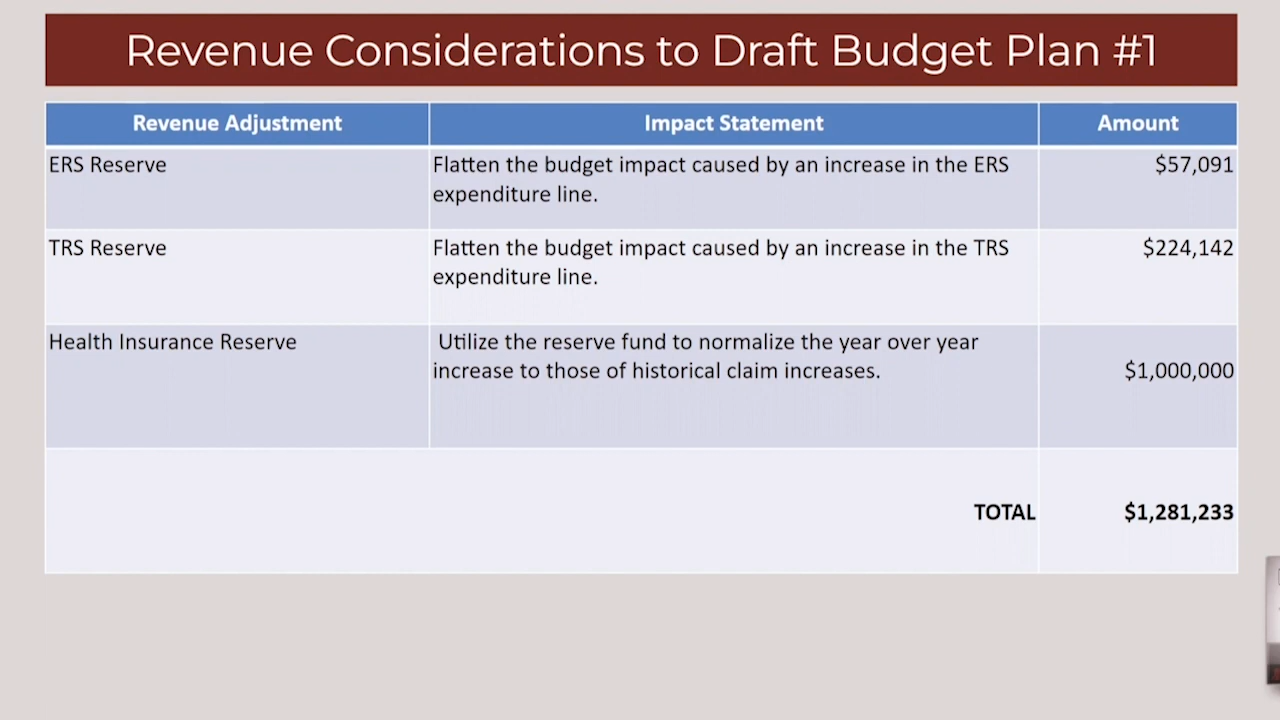 Revenue Considerations to Draft Budget Plan #1
Revenue Adjustment Impact Statement Amount
ERS Reserve Flatten the budget impact caused by an increase in the ERS $57,091
expenditure line.
TRS Reserve Flatten the budget impact caused by an increase in the TRS $224,142
expenditure line.
Health Insurance Reserve Utilize the reserve fund to normalize the year over year
increase to those of historical claim increases. $1,000,000
TOTAL $1,281,233